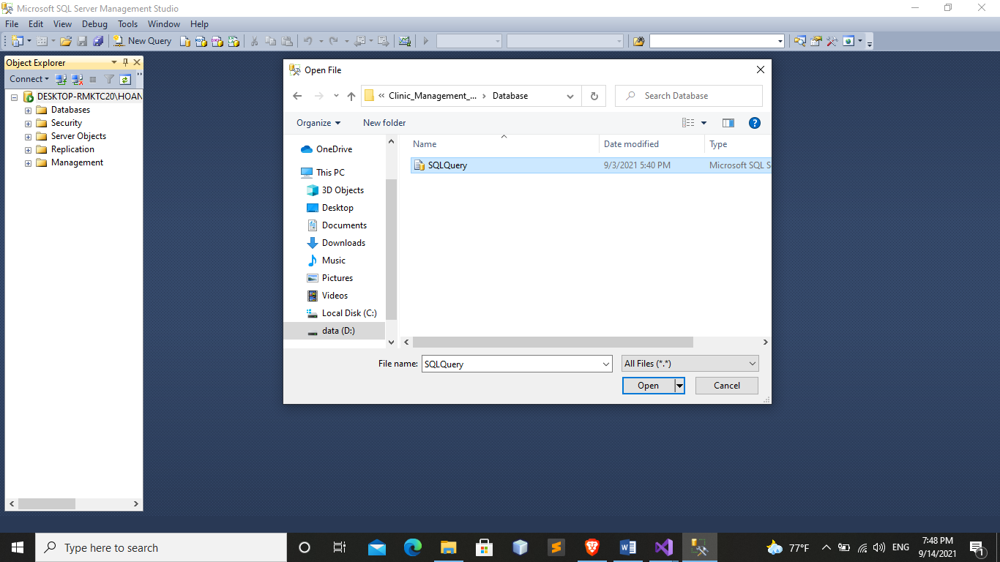 Microsoft SQL Server Management Studio
File Edit View Debug Tools Window Help
New Query
Object Explorer
Connect
DESKTOP-RMKTC20\HOAN
Databases
Security
Server Objects
Replication
Management
Open File
« Clinic_Management_... › Database
Search Database
Organize New folder
OneDrive
This PC
3D Objects
Desktop
Documents
Downloads
Music
Pictures
Videos
Local Disk (C:)
data (D:)
Name Date modified Type
SQLQuery 9/3/2021 5:40 PM Microsoft SQL S
File name: SQLQuery All Files (*.*)
Open Cancel
Type here to search
77°F
ENG
7:48 PM
9/14/2021
1